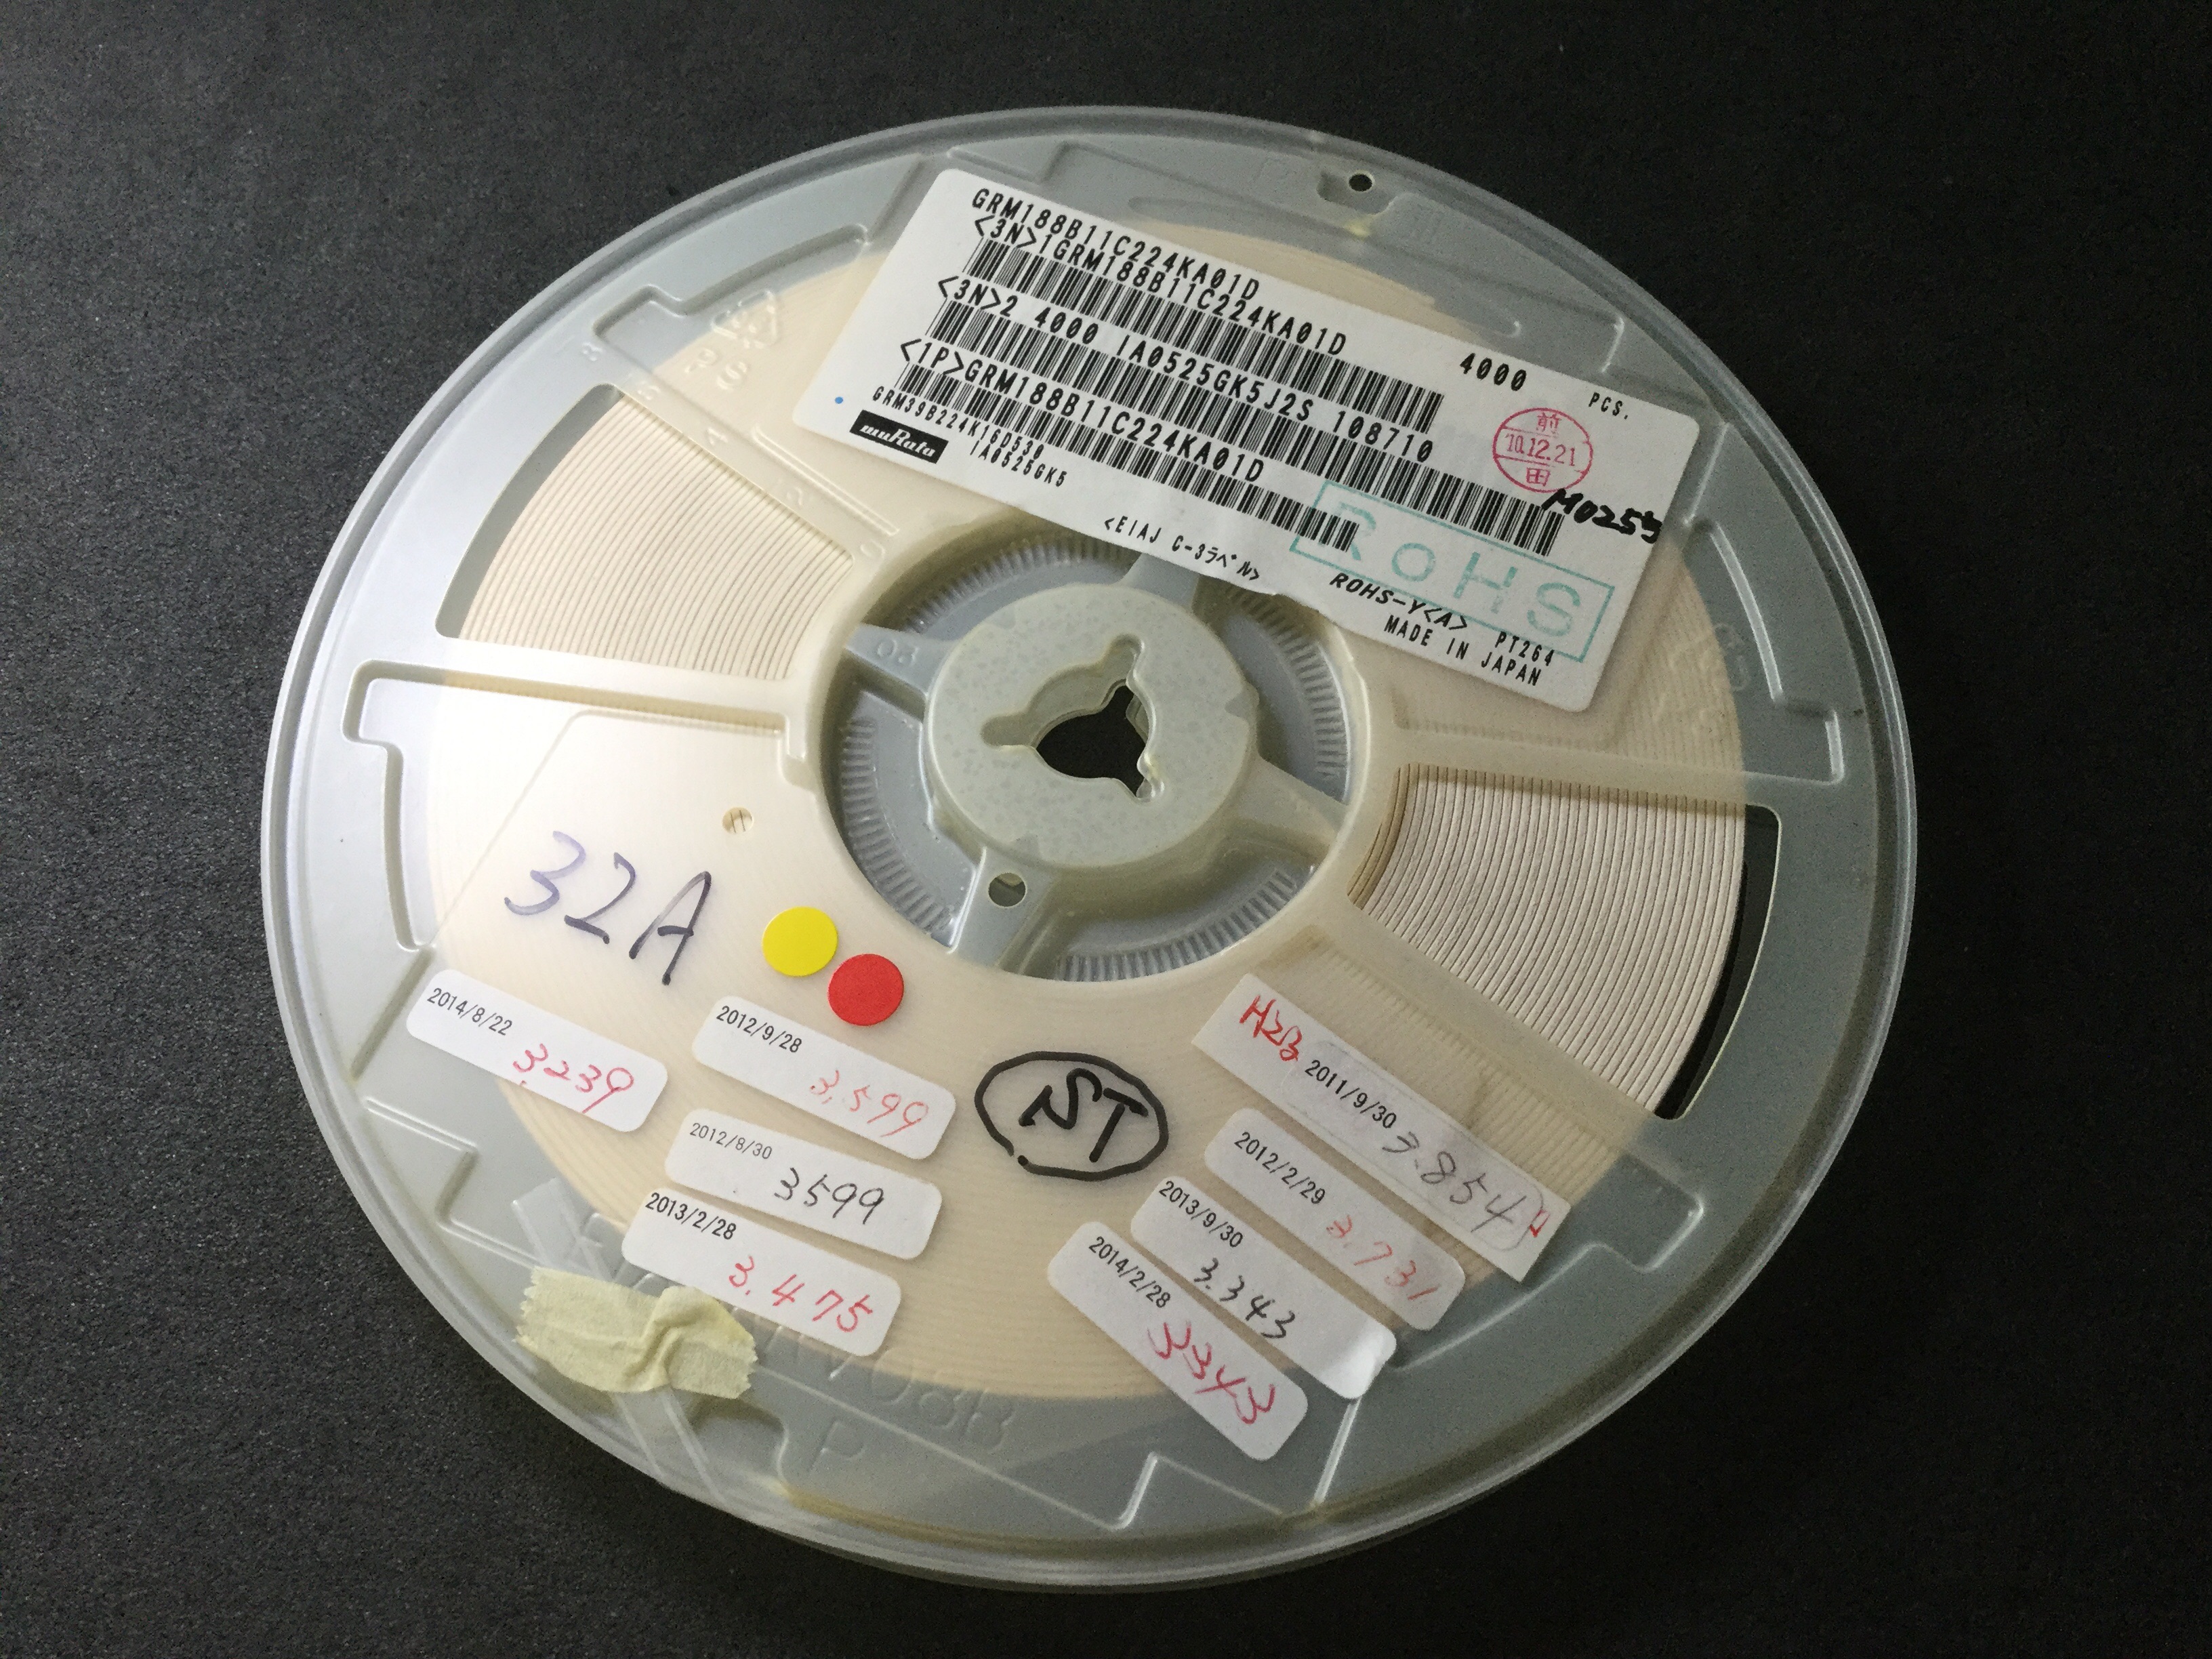 GRM188B11C224KA01D
<3N>1GRM188B11C224KA01D
4000 PCS.
<3N>2 4000 IA0525GK5J2S 108710
<1P>GRM188B11C224KA01D
GRM39B224K16D530
muRata
IA0525GK5
前
10.12.21
田
RoHS
<EIAJ C-3ラベル>
ROHS-Y<A> PT264
MADE IN JAPAN
32A
2014/8/22
3,239
2012/9/28
3,599
2012/8/30
3599
2013/2/28
3.475
ST
H23 2011/9/30 3.854
2012/2/29
3.731
2013/9/30
3.343
2014/2/28
3343
P